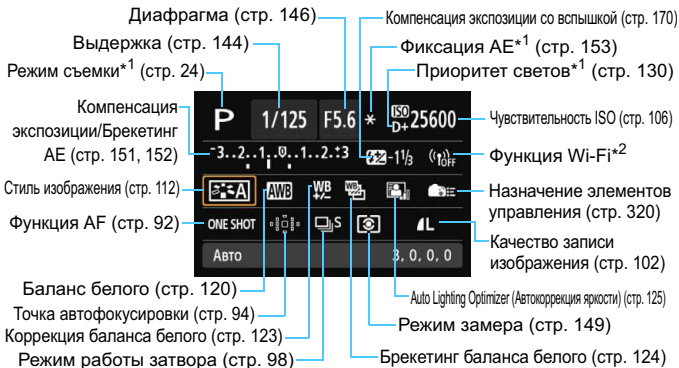 Диафрагма (стр. 146)
Компенсация экспозиции со вспышкой (стр. 170)
Выдержка (стр. 144)
Фиксация AE*1 (стр. 153)
Режим съемки*1 (стр. 24)
Приоритет светов*1 (стр. 130)
P 1/125 F5.6 * ISO D+ 25600
Компенсация экспозиции/Брекетинг AE (стр. 151, 152)
Чувствительность ISO (стр. 106)
-3..2..1..0..1..2.:+3 -1 1/3 OFF
Функция Wi-Fi*2
Стиль изображения (стр. 112)
A AWB WB +/- WB
Назначение элементов управления (стр. 320)
Функция AF (стр. 92)
ONE SHOT S L
Качество записи изображения (стр. 102)
Авто 3, 0, 0, 0
Баланс белого (стр. 120)
Auto Lighting Optimizer (Автокоррекция яркости) (стр. 125)
Точка автофокусировки (стр. 94)
Режим замера (стр. 149)
Коррекция баланса белого (стр. 123)
Режим работы затвора (стр. 98)
Брекетинг баланса белого (стр. 124)